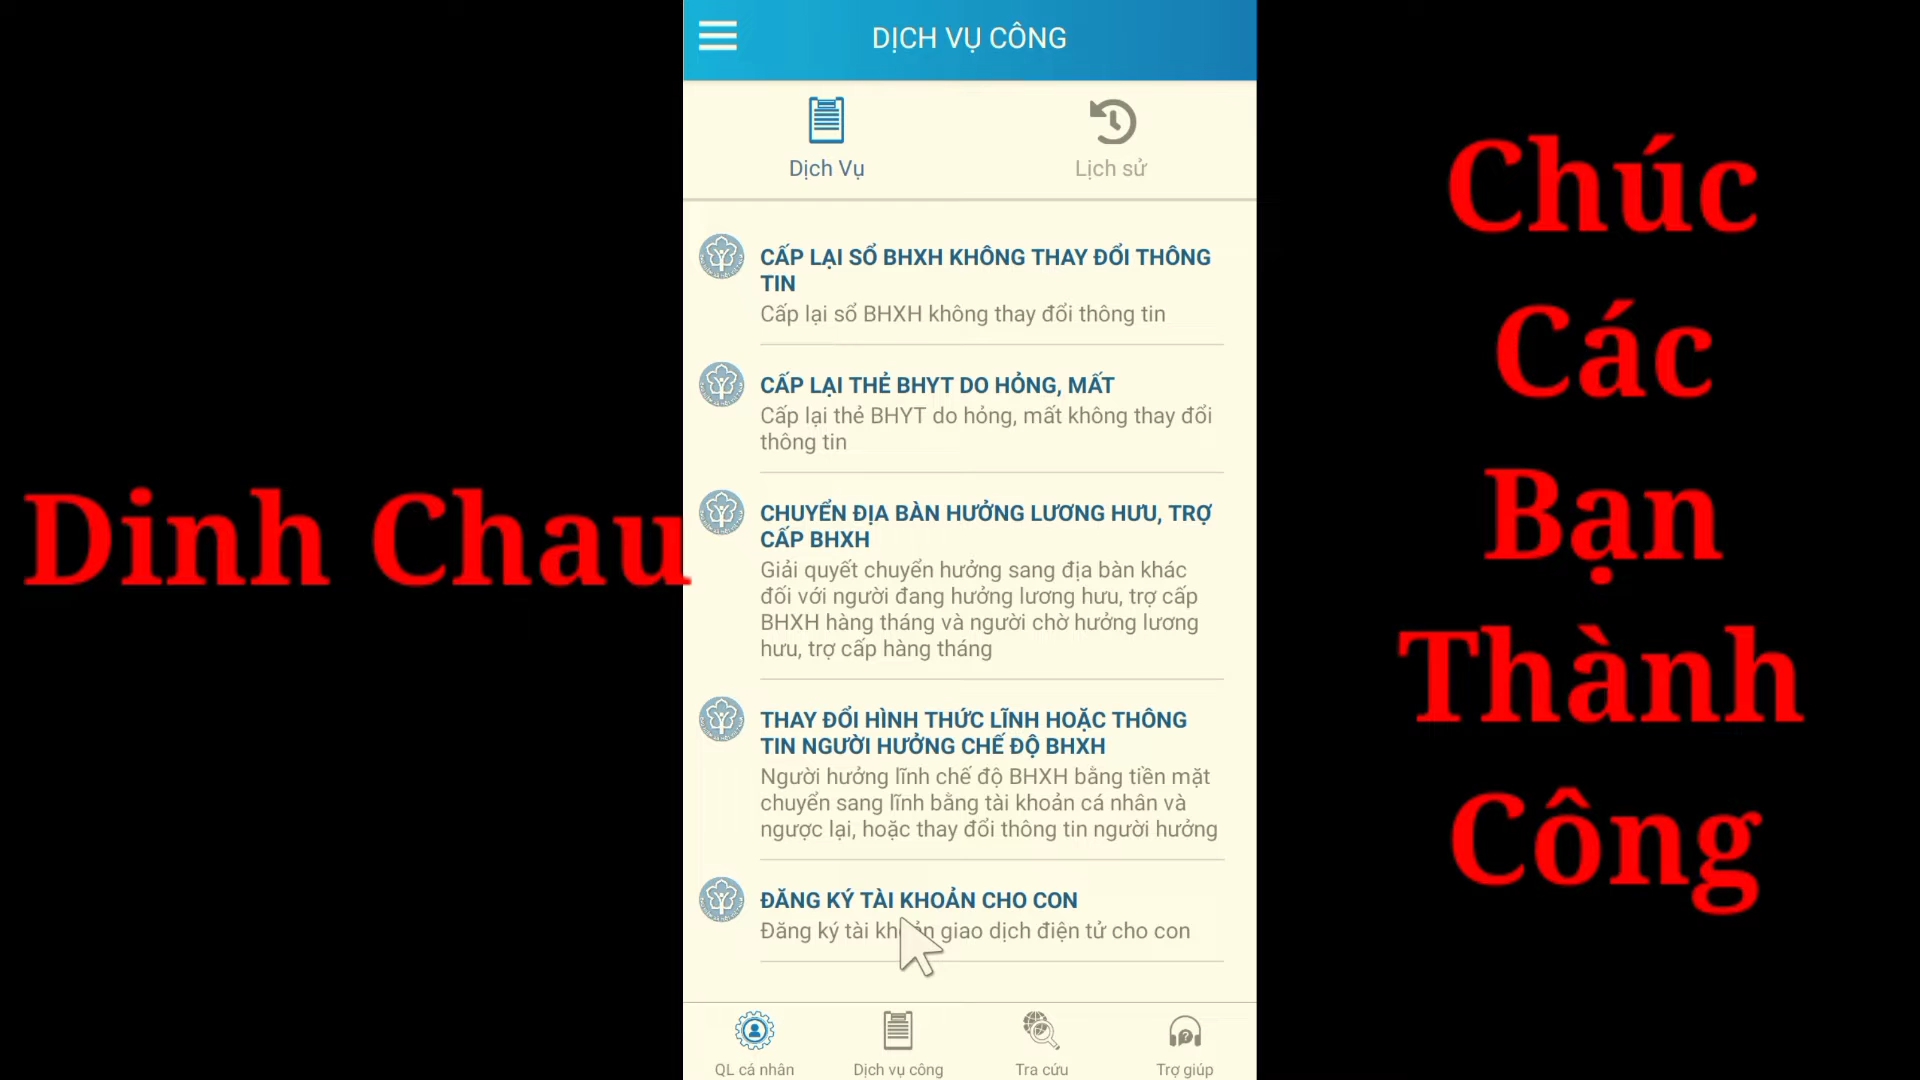 DỊCH VỤ CÔNG
Dịch Vụ
Lịch sử
CẤP LẠI SỔ BHXH KHÔNG THAY ĐỔI THÔNG
TIN
Cấp lại sổ BHXH không thay đổi thông tin
CẤP LẠI THẺ BHYT DO HỎNG, MẤT
Cấp lại thẻ BHYT do hỏng, mất không thay đổi
thông tin
CHUYỂN ĐỊA BÀN HƯỞNG LƯƠNG HƯU, TRỢ
CẤP BHXH
Giải quyết chuyển hưởng sang địa bàn khác
đối với người đang hưởng lương hưu, trợ cấp
BHXH hàng tháng và người chờ hưởng lương
hưu, trợ cấp hàng tháng
THAY ĐỔI HÌNH THỨC LĨNH HOẶC THÔNG
TIN NGƯỜI HƯỞNG CHẾ ĐỘ BHXH
Người hưởng lĩnh chế độ BHXH bằng tiền mặt
chuyển sang lĩnh bằng tài khoản cá nhân và
ngược lại, hoặc thay đổi thông tin người hưởng
ĐĂNG KÝ TÀI KHOẢN CHO CON
Đăng ký tài khoản giao dịch điện tử cho con
QL cá nhân
Dịch vụ công
Tra cứu
Trợ giúp
Dinh Chau
Chúc
Các
Bạn
Thành
Công